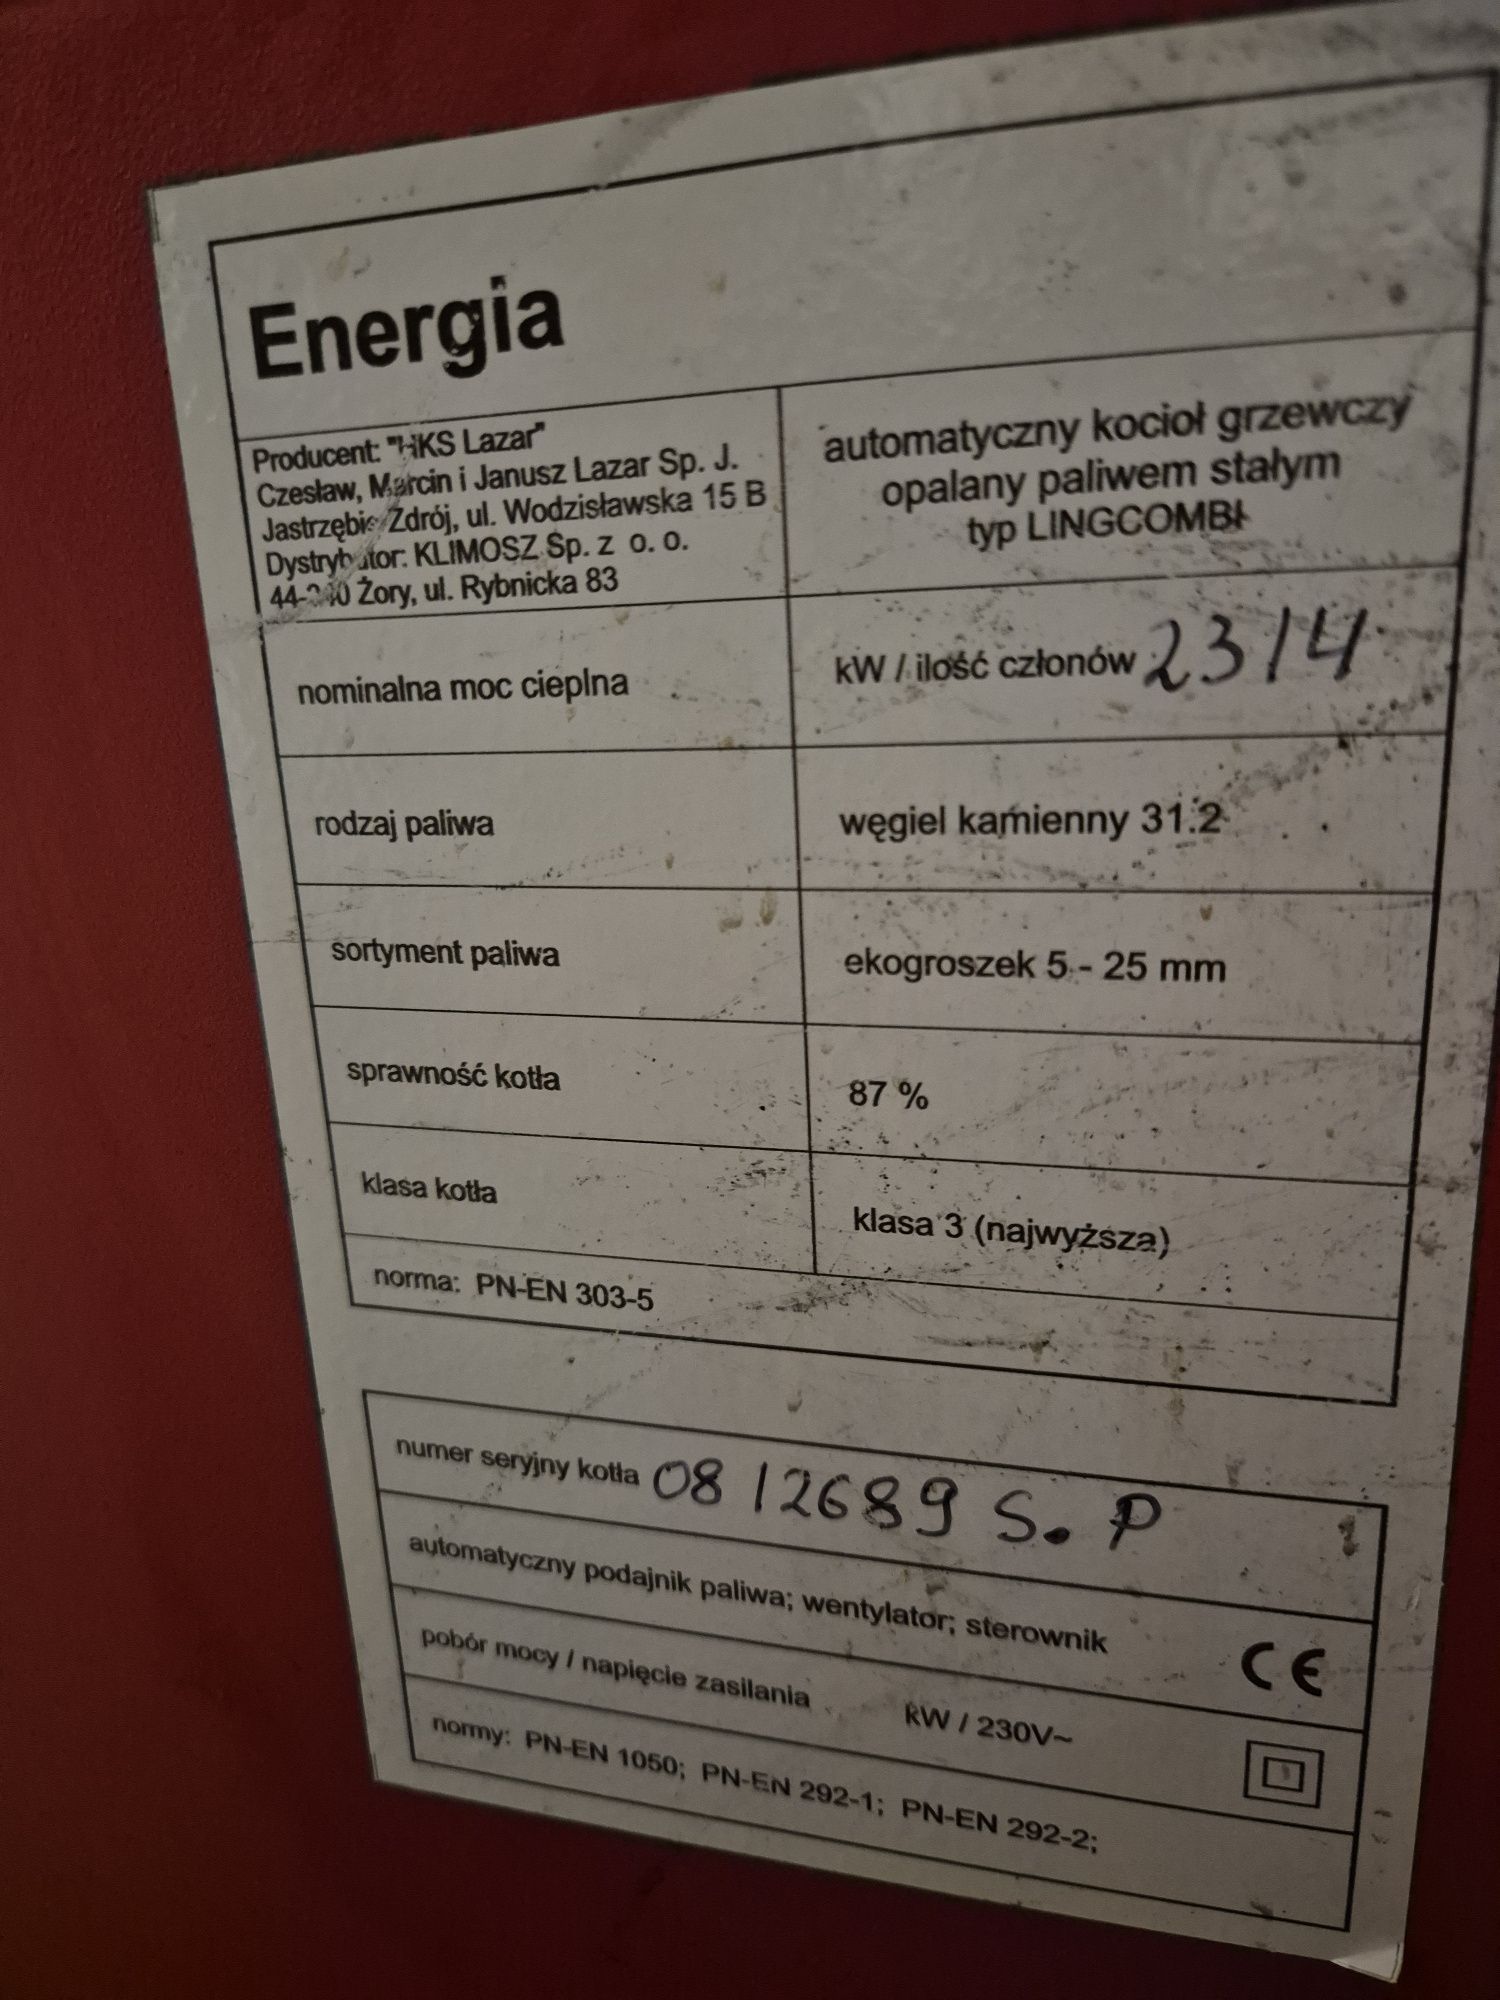 Energia
Producent: "HKS Lazar"
Czesław, Marcin i Janusz Lazar Sp. J.
Jastrzębie Zdrój, ul. Wodzisławska 15 B
Dystrybutor: KLIMOSZ Sp. z o. o.
Żory, ul. Rybnicka 83
automatyczny kocioł grzewczy
opalany paliwem stałym
typ LINGCOMBI
nominalna moc cieplna
kW / ilość członów 23/4
rodzaj paliwa
węgiel kamienny 31.2
sortyment paliwa
ekogroszek 5 - 25 mm
sprawność kotła
87 %
klasa kotła
klasa 3 (najwyższa)
norma: PN-EN 303-5
numer seryjny kotła 08 12689 S. P
automatyczny podajnik paliwa; wentylator; sterownik
CE
pobór mocy / napięcie zasilania kW / 230V~
normy: PN-EN 1050; PN-EN 292-1; PN-EN 292-2;